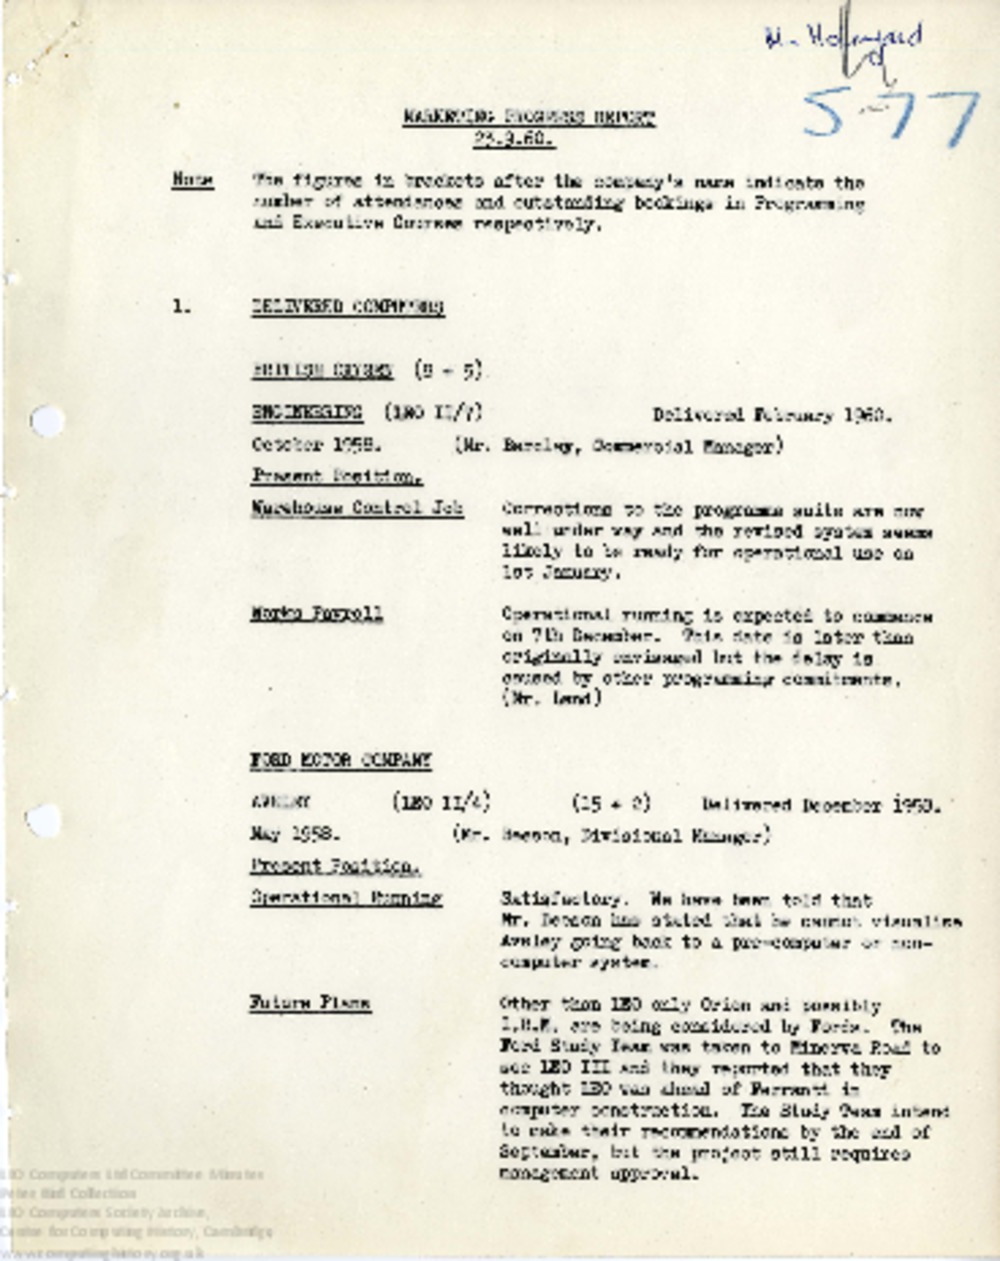 5-77
MARKETING PROGRESS REPORT
23.9.60.
Note The figures in brackets after the company's name indicate the
number of attendances and outstanding bookings in Programming
and Executive Courses respectively.
1. DELIVERED COMPUTERS
BRITISH OXYGEN (8 + 5)
ENGINEERING (LEO II/7) Delivered February 1960.
October 1958. (Mr. Barclay, Commercial Manager)
Present Position.
Warehouse Control Job Corrections to the programme suite are now
well under way and the revised system seems
likely to be ready for operational use on
1st January.
Works Payroll Operational running is expected to commence
on 7th December. This date is later than
originally envisaged but the delay is
caused by other programming commitments.
(Mr. Land)
FORD MOTOR COMPANY
AVELEY (LEO II/4) (15 + 2) Delivered December 1958.
May 1958. (Mr. Beeson, Divisional Manager)
Present Position.
Operational Running Satisfactory. We have been told that
Mr. Beeson has stated that he cannot visualise
Aveley going back to a pre-computer or non-
computer system.
Future Plans Other than LEO only Orion and possibly
I.B.M. are being considered by Fords. The
Ford Study Team was taken to Minerva Road to
see LEO III and they reported that they
thought LEO was ahead of Ferranti in
computer construction. The Study Team intend
to make their recommendations by the end of
September, but the project still requires
management approval.
LEO Computers Ltd Committee Minutes
Peter Bird Collection
LEO Computers Society Archive,
Centre for Computing History, Cambridge
www.computinghistory.org.uk